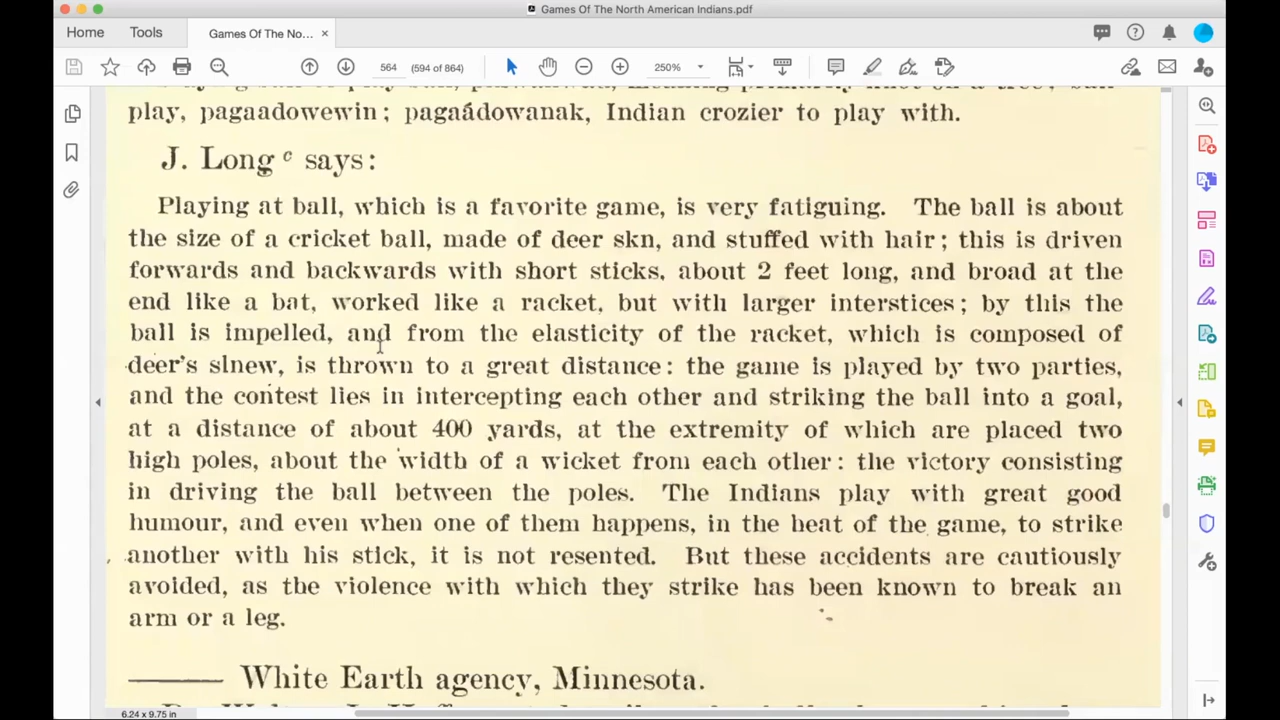 Games Of The North American Indians.pdf
Home Tools Games Of The No... ×
564 (594 of 864) 250%
play, pagaadowewin; pagaádowanak, Indian crozier to play with.
J. Long c says:
Playing at ball, which is a favorite game, is very fatiguing. The ball is about
the size of a cricket ball, made of deer skn, and stuffed with hair; this is driven
forwards and backwards with short sticks, about 2 feet long, and broad at the
end like a bat, worked like a racket, but with larger interstices; by this the
ball is impelled, and from the elasticity of the racket, which is composed of
deer's sinew, is thrown to a great distance: the game is played by two parties,
and the contest lies in intercepting each other and striking the ball into a goal,
at a distance of about 400 yards, at the extremity of which are placed two
high poles, about the width of a wicket from each other: the victory consisting
in driving the ball between the poles. The Indians play with great good
humour, and even when one of them happens, in the heat of the game, to strike
another with his stick, it is not resented. But these accidents are cautiously
avoided, as the violence with which they strike has been known to break an
arm or a leg.
—— White Earth agency, Minnesota.
6.24 x 9.75 in